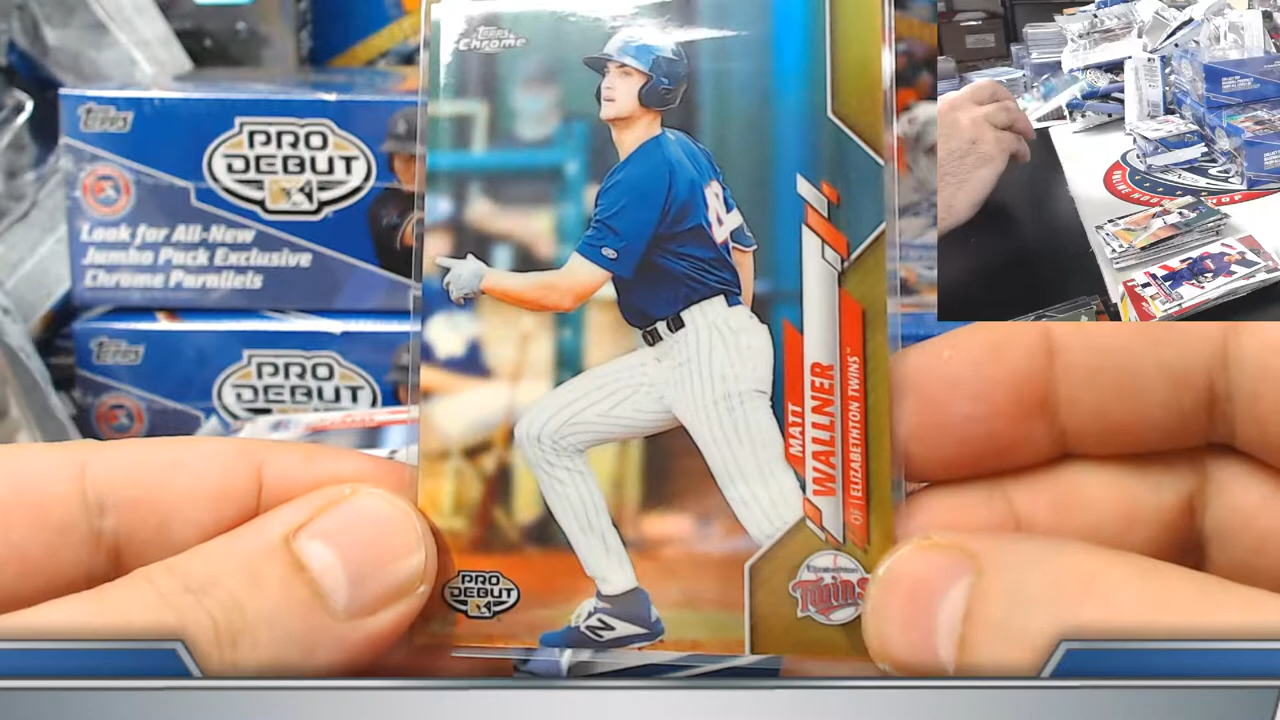 Topps
PRO
DEBUT
Look for All-New
Jumbo Pack Exclusive
Chrome Parallels
Topps
PRO
DEBUT
Topps
Chrome
MATT
WALLNER
OF | ELIZABETHTON TWINS™
PRO
DEBUT
Twins
N